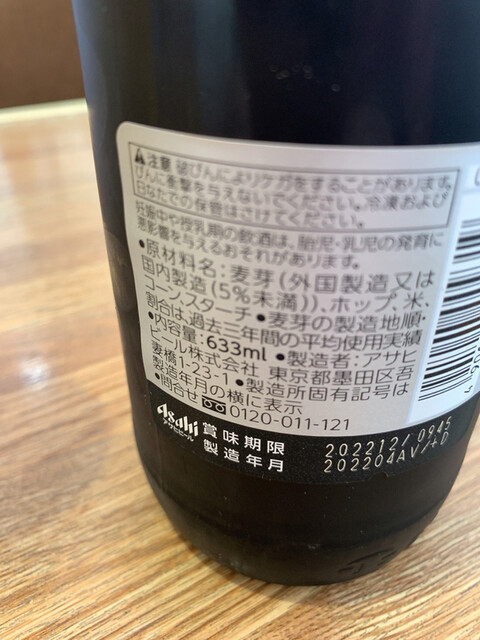 ⚠注意 破びんによりケガをすることがあります。
びんに衝撃を与えないでください。冷凍および
日なたでの保管はさけてください。
妊娠中や授乳期の飲酒は、胎児・乳児の発育に
悪影響を与えるおそれがあります。
●原材料名：麦芽（外国製造又は
国内製造（5%未満））、ホップ、米、
コーン、スターチ ●麦芽の製造地順・
割合は、過去三年間の平均使用実績
●内容量：633ml ●製造者：アサヒ
ビール株式会社 東京都墨田区吾
妻橋1-23-1 ●製造所固有記号は
製造年月の横に表示
●問合せ 0120-011-121
Asahi
アサヒビール
賞味期限 202212/0945
製造年月 202204AV/+D